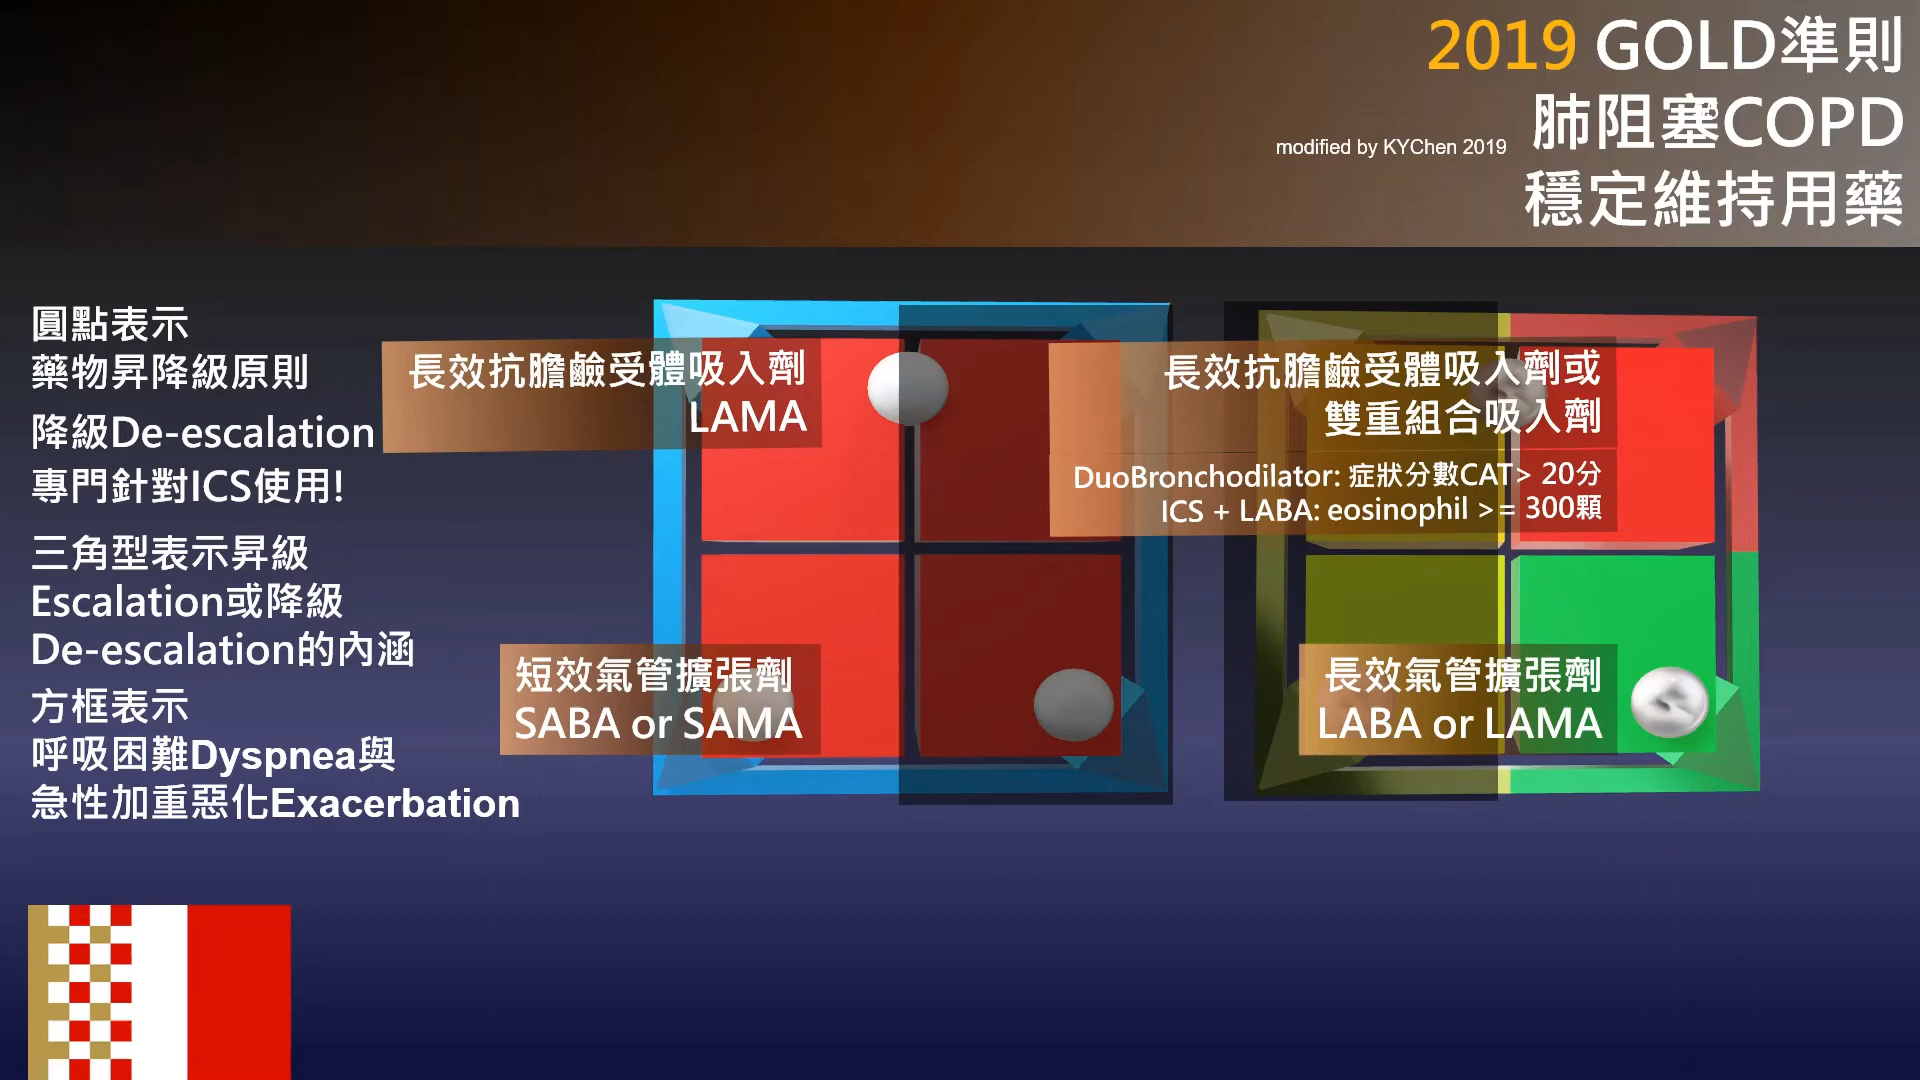 2019 GOLD準則
肺阻塞COPD
modified by KYChen 2019
穩定維持用藥
圓點表示
藥物昇降級原則
降級De-escalation
專門針對ICS使用!
三角型表示昇級
Escalation或降級
De-escalation的內涵
方框表示
呼吸困難Dyspnea與
急性加重惡化Exacerbation
長效抗膽鹼受體吸入劑
LAMA
短效氣管擴張劑
SABA or SAMA
長效抗膽鹼受體吸入劑或
雙重組合吸入劑
DuoBronchodilator: 症狀分數CAT> 20分
ICS + LABA: eosinophil >= 300顆
長效氣管擴張劑
LABA or LAMA